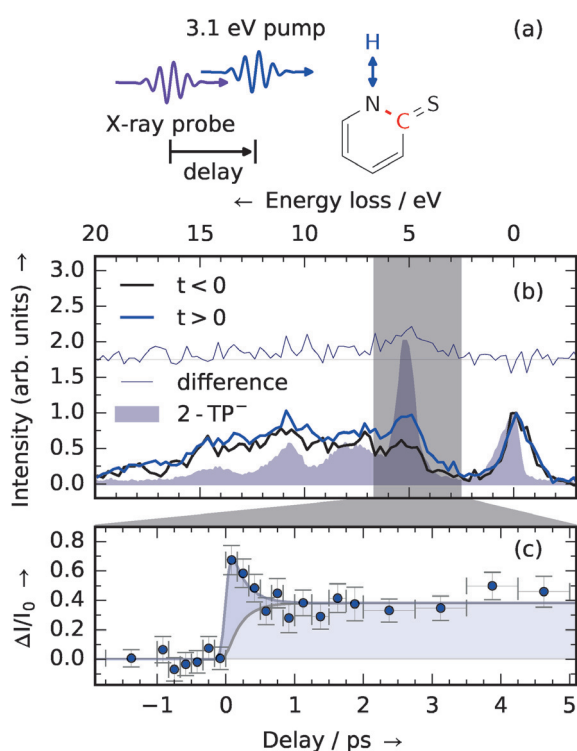 3.1 eV pump
(a)
H
N
C
S
X-ray probe
delay
← Energy loss / eV
20 15 10 5 0
3.0
2.5
2.0
1.5
1.0
0.5
0.0
Intensity (arb. units) →
(b)
t < 0
t > 0
difference
2 - TP⁻
0.8
0.6
0.4
0.2
0.0
ΔI/I₀ →
(c)
−1 0 1 2 3 4 5
Delay / ps →